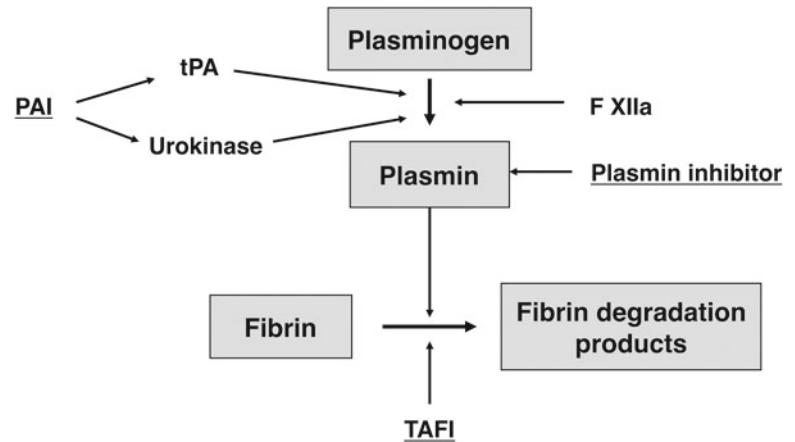 Plasminogen
tPA
PAI
F XIIa
Urokinase
Plasmin
Plasmin inhibitor
Fibrin
Fibrin degradation
products
TAFI